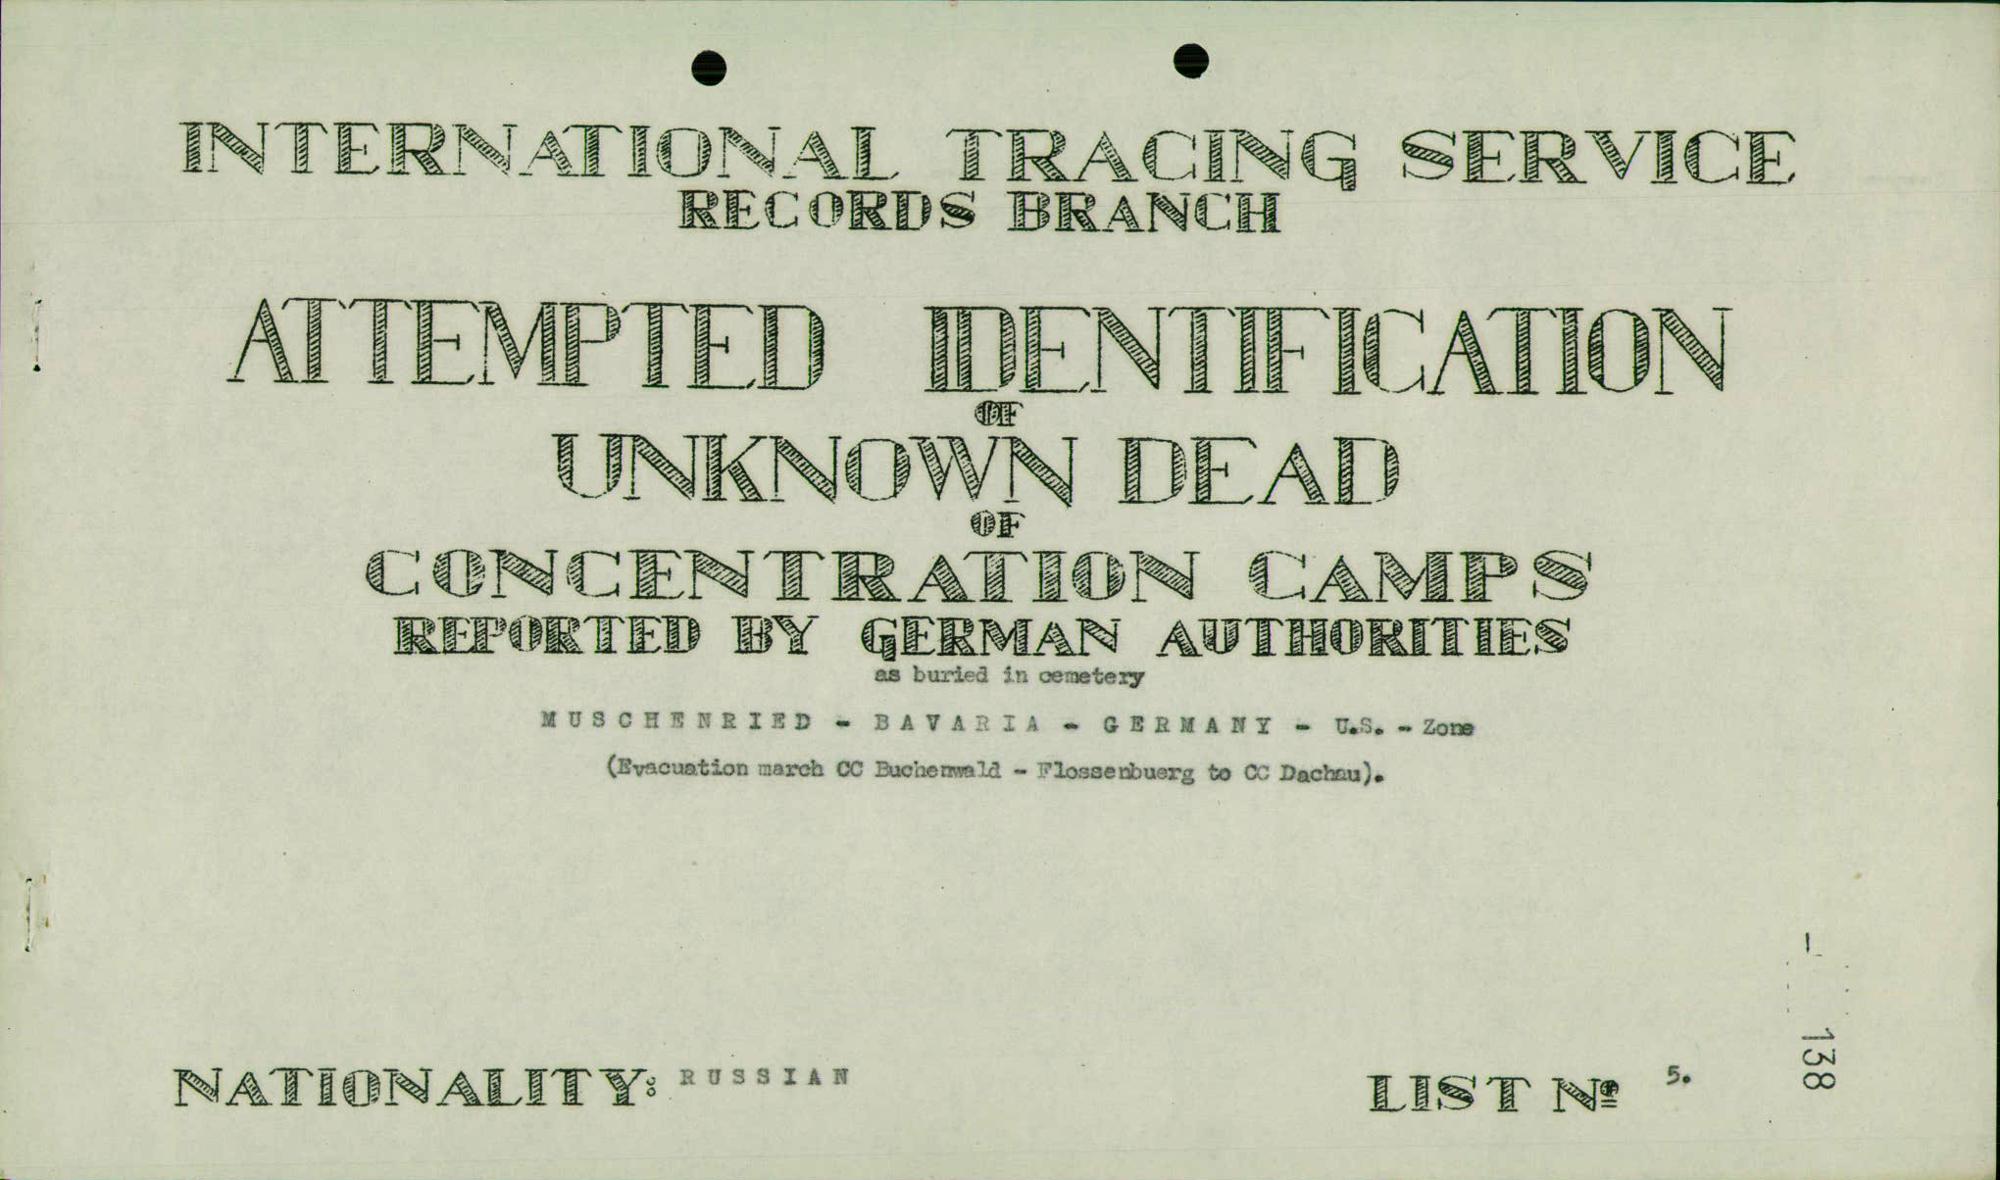 INTERNATIONAL TRACING SERVICE
RECORDS BRANCH
ATTEMPTED IDENTIFICATION
OF
UNKNOWN DEAD
OF
CONCENTRATION CAMPS
REPORTED BY GERMAN AUTHORITIES
as buried in cemetery
MUSCHENRIED - BAVARIA - GERMANY - U.S. - Zone
(Evacuation march CC Buchenwald - Flossenbuerg to CC Dachau).
NATIONALITY: RUSSIAN
LIST Nº 5.
138